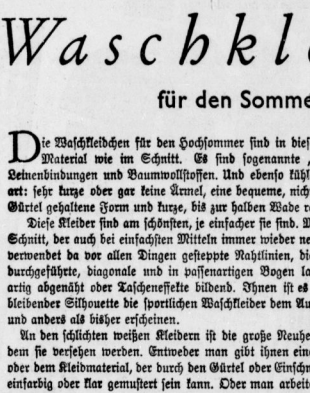 Waschkl
für den Somme
Die Waschkleidchen für den Hochsommer sind in dies
Material wie im Schnitt. Es sind sogenannte
Leinenbindungen und Baumwollstoffen. Und ebenso kühl
art: sehr kurze oder gar keine Ärmel, eine bequeme, nich
Gürtel gehaltene Form und kurze, bis zur halben Wade r
Diese Kleider sind am schönsten, je einfacher sie sind. M
Schnitt, der auch bei einfachsten Mitteln immer wieder ne
verwendet da vor allen Dingen gesteppte Nahtlinien, di
durchgeführte, diagonale und in passenartigen Bogen la
artig abgenäht oder Tascheneffekte bildend. Ihnen ist es
bleibender Silhouette die sportlichen Waschkleider dem Au
und anders als bisher erscheinen.
An den schlichten weißen Kleidern ist die große Neuhe
dem sie versehen werden. Entweder man gibt ihnen eine
oder dem Kleidmaterial, der durch den Gürtel oder Einschn
einfarbig oder klar gemustert sein kann. Oder man arbeit